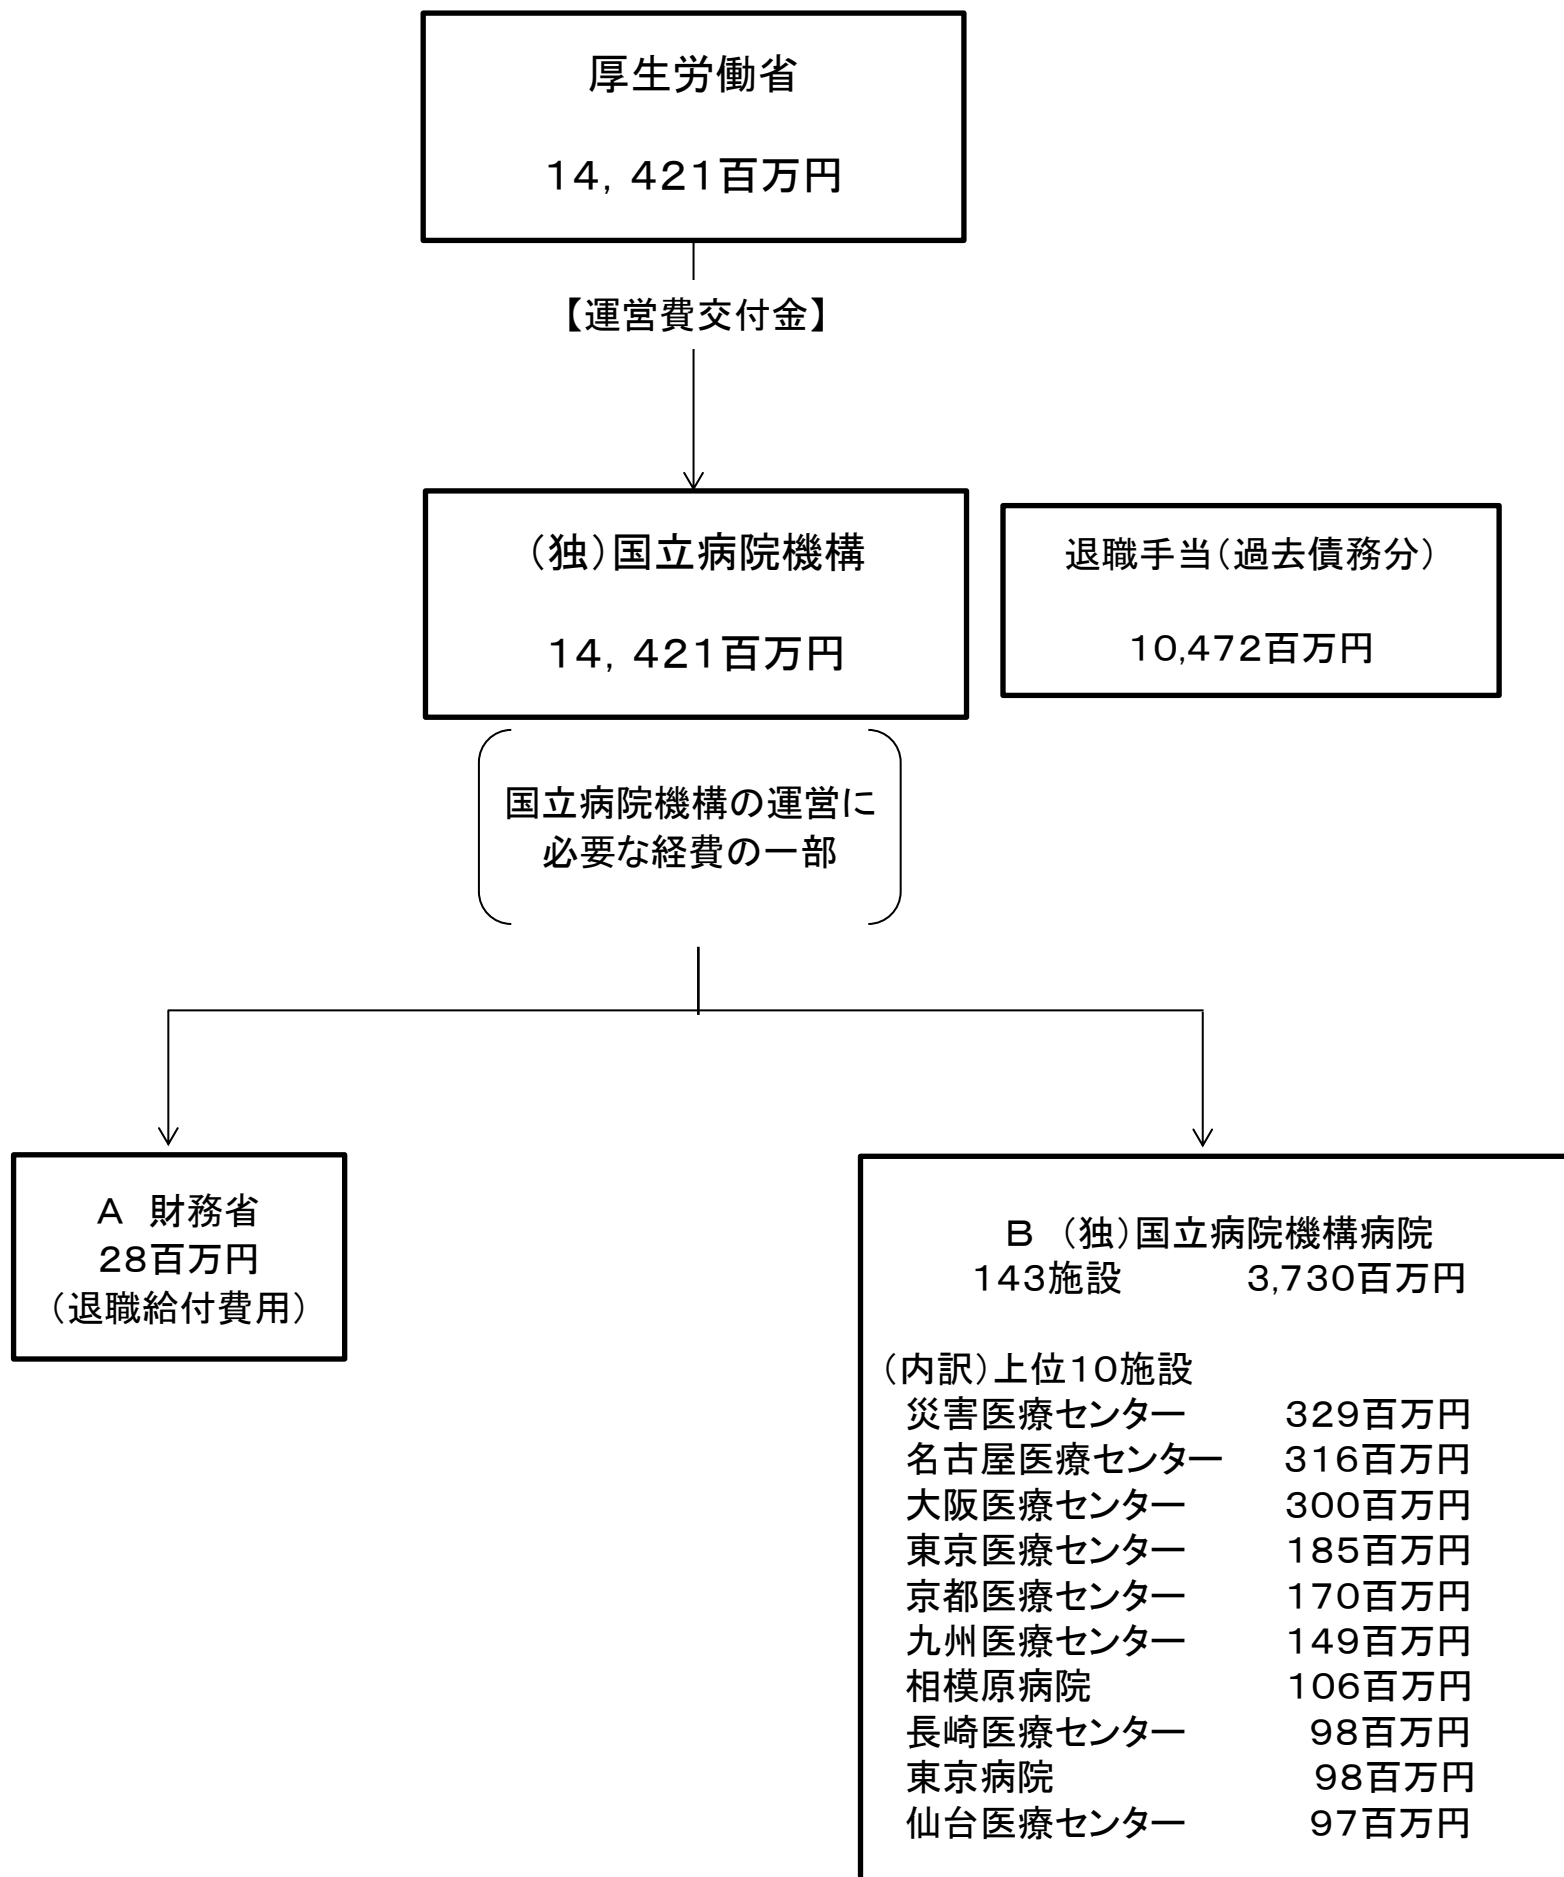 厚生労働省
14，421百万円
【運営費交付金】
（独）国立病院機構
14，421百万円
退職手当（過去債務分）
10,472百万円
国立病院機構の運営に
必要な経費の一部
A　財務省
28百万円
（退職給付費用）
B　（独）国立病院機構病院
143施設　　　3,730百万円
（内訳）上位10施設
災害医療センター　　329百万円
名古屋医療センター　　316百万円
大阪医療センター　　300百万円
東京医療センター　　185百万円
京都医療センター　　170百万円
九州医療センター　　149百万円
相模原病院　　106百万円
長崎医療センター　　98百万円
東京病院　　98百万円
仙台医療センター　　97百万円